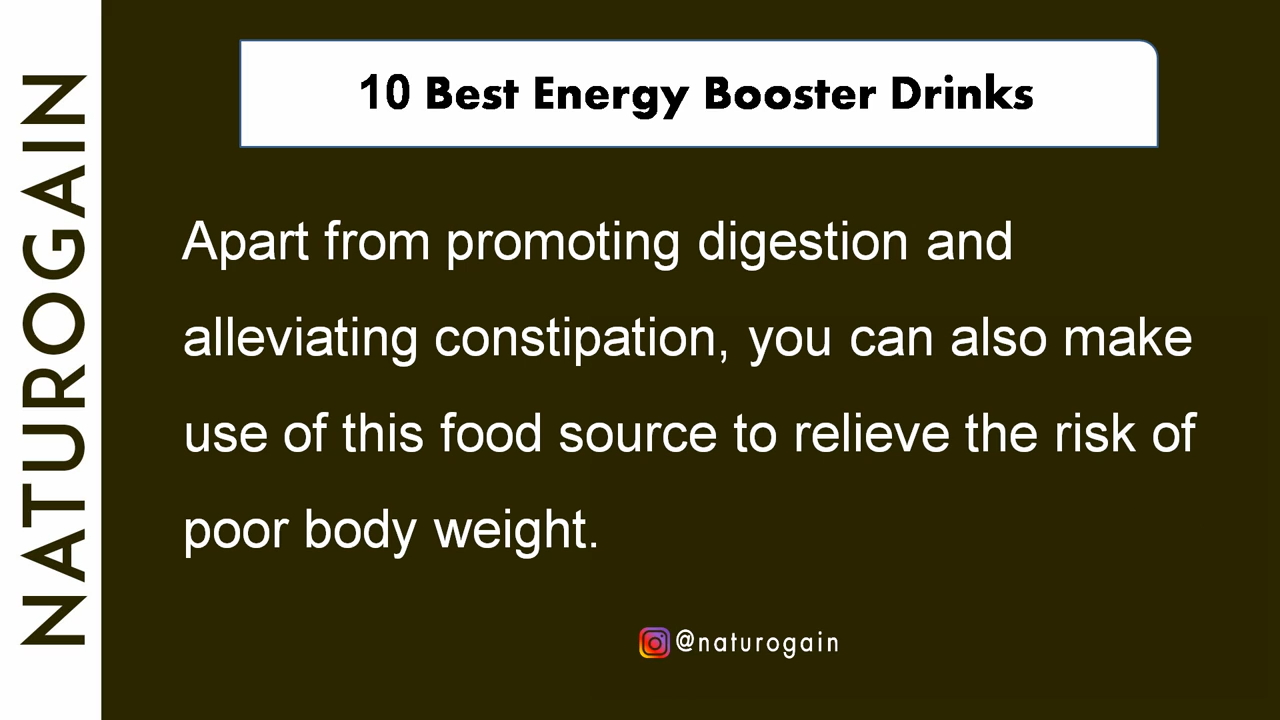 NATUROGAIN
10 Best Energy Booster Drinks
Apart from promoting digestion and
alleviating constipation, you can also make
use of this food source to relieve the risk of
poor body weight.
@naturogain